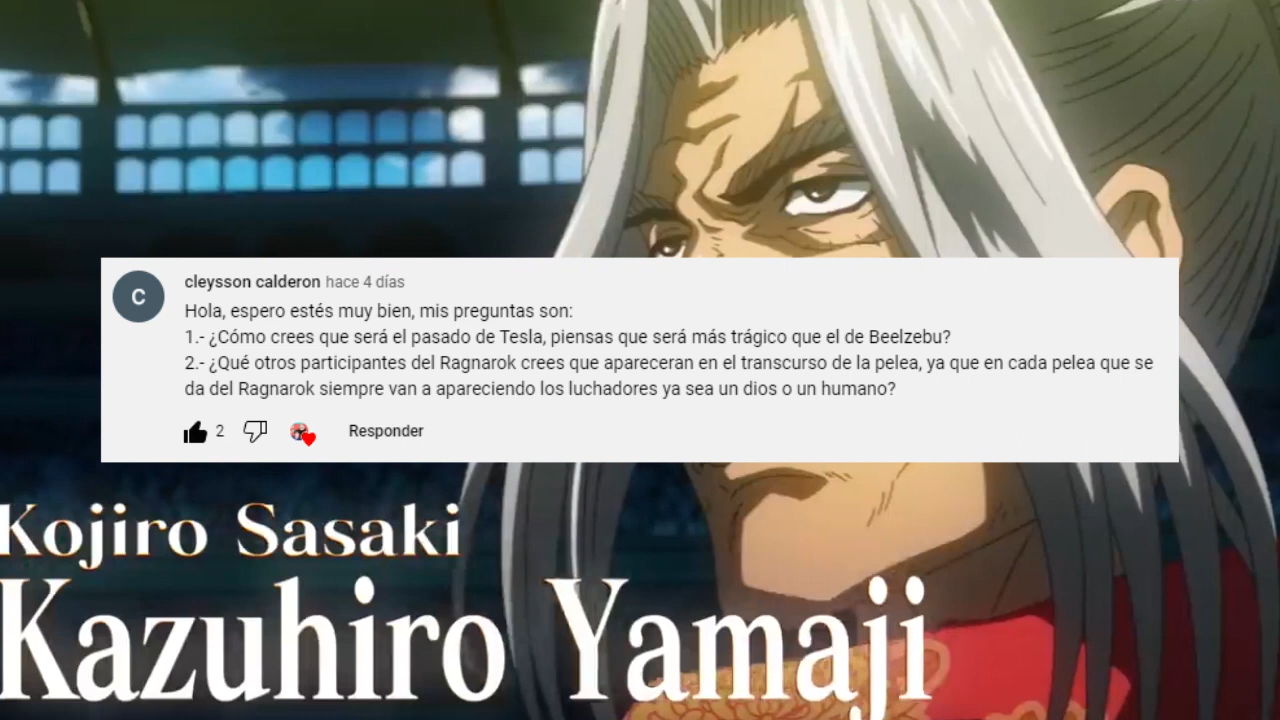 C
cleysson calderon hace 4 días
Hola, espero estés muy bien, mis preguntas son:
1.- ¿Cómo crees que será el pasado de Tesla, piensas que será más trágico que el de Beelzebu?
2.- ¿Qué otros participantes del Ragnarok crees que apareceran en el transcurso de la pelea, ya que en cada pelea que se
da del Ragnarok siempre van a apareciendo los luchadores ya sea un dios o un humano?
2 Responder
Kojiro Sasaki
Kazuhiro Yamaji